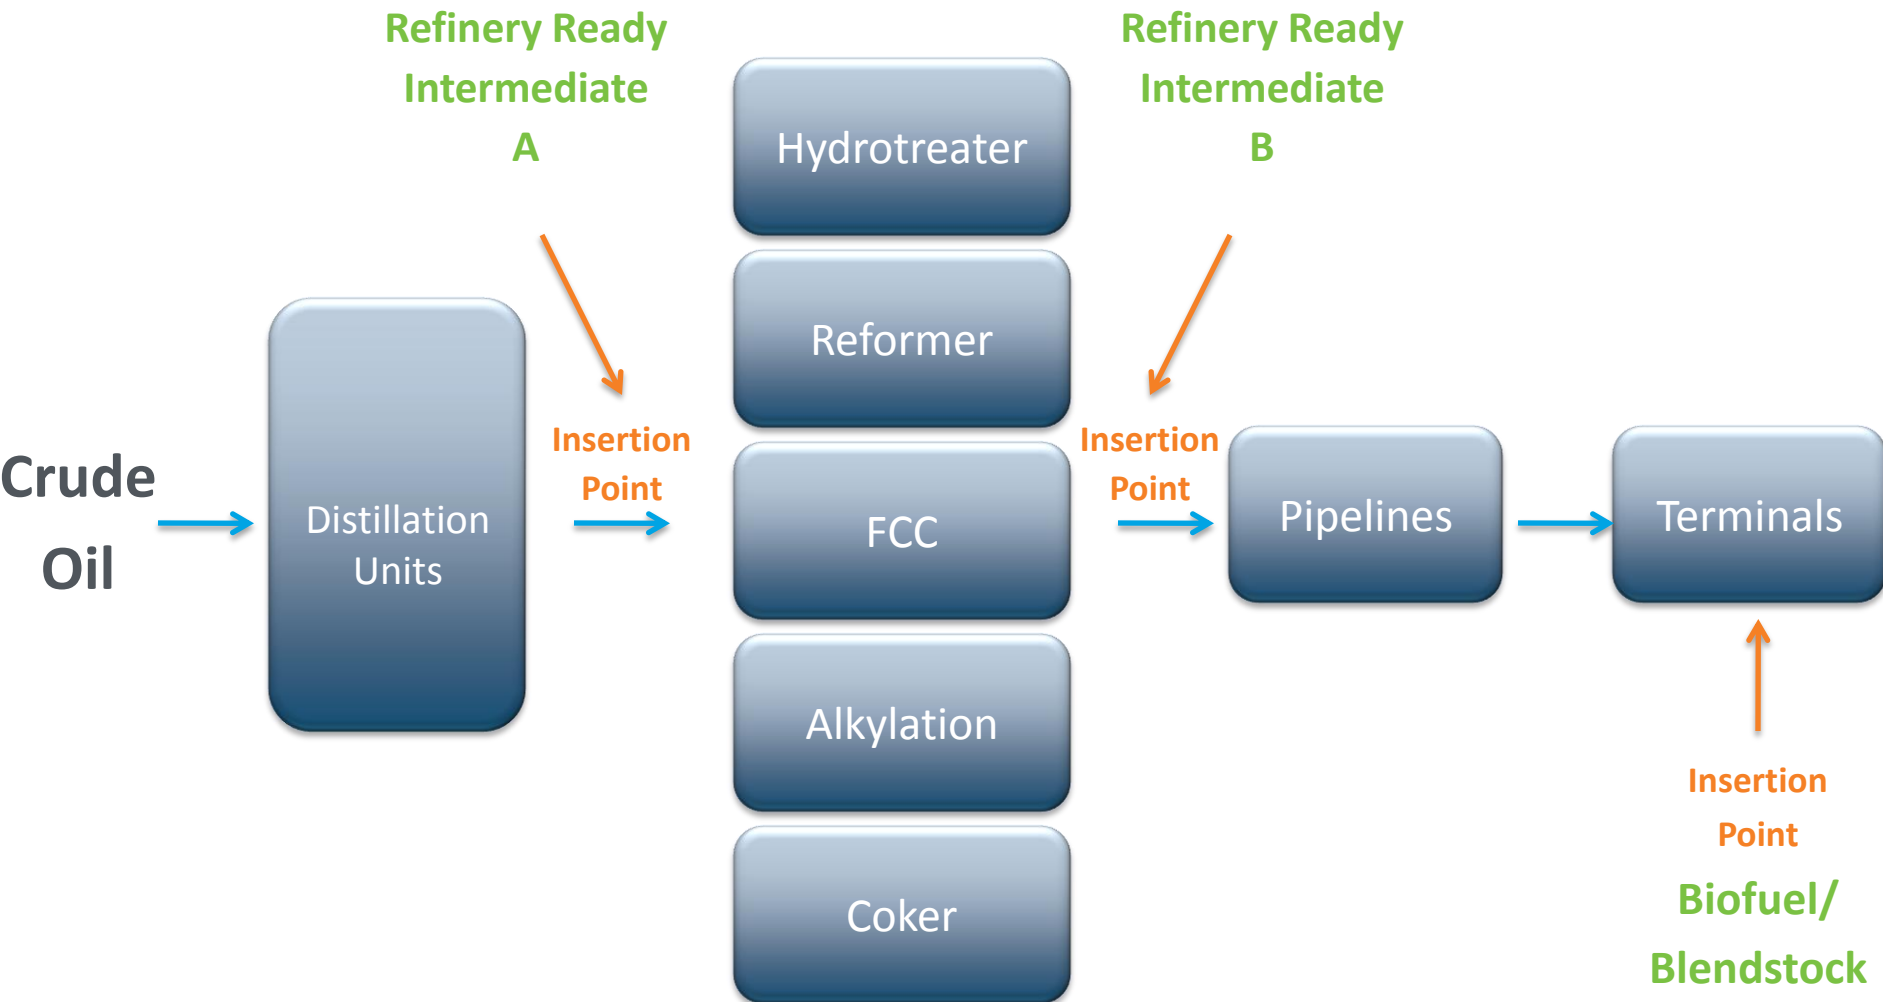 Refinery Ready
Intermediate
A
Refinery Ready
Intermediate
B
Hydrotreater
Reformer
Crude
Oil
Distillation
Units
Insertion
Point
FCC
Insertion
Point
Pipelines
Terminals
Alkylation
Coker
Insertion
Point
Biofuel/
Blendstock